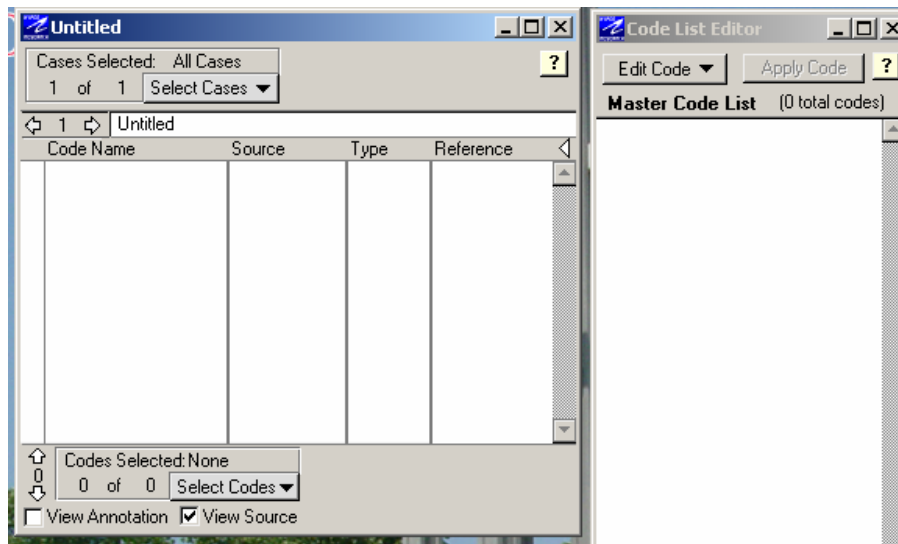 Untitled
Cases Selected: All Cases
?
1 of 1 Select Cases
1 Untitled
Code Name Source Type Reference
Codes Selected: None
0
0 of 0 Select Codes
View Annotation View Source
Code List Editor
Edit Code Apply Code ?
Master Code List (0 total codes)